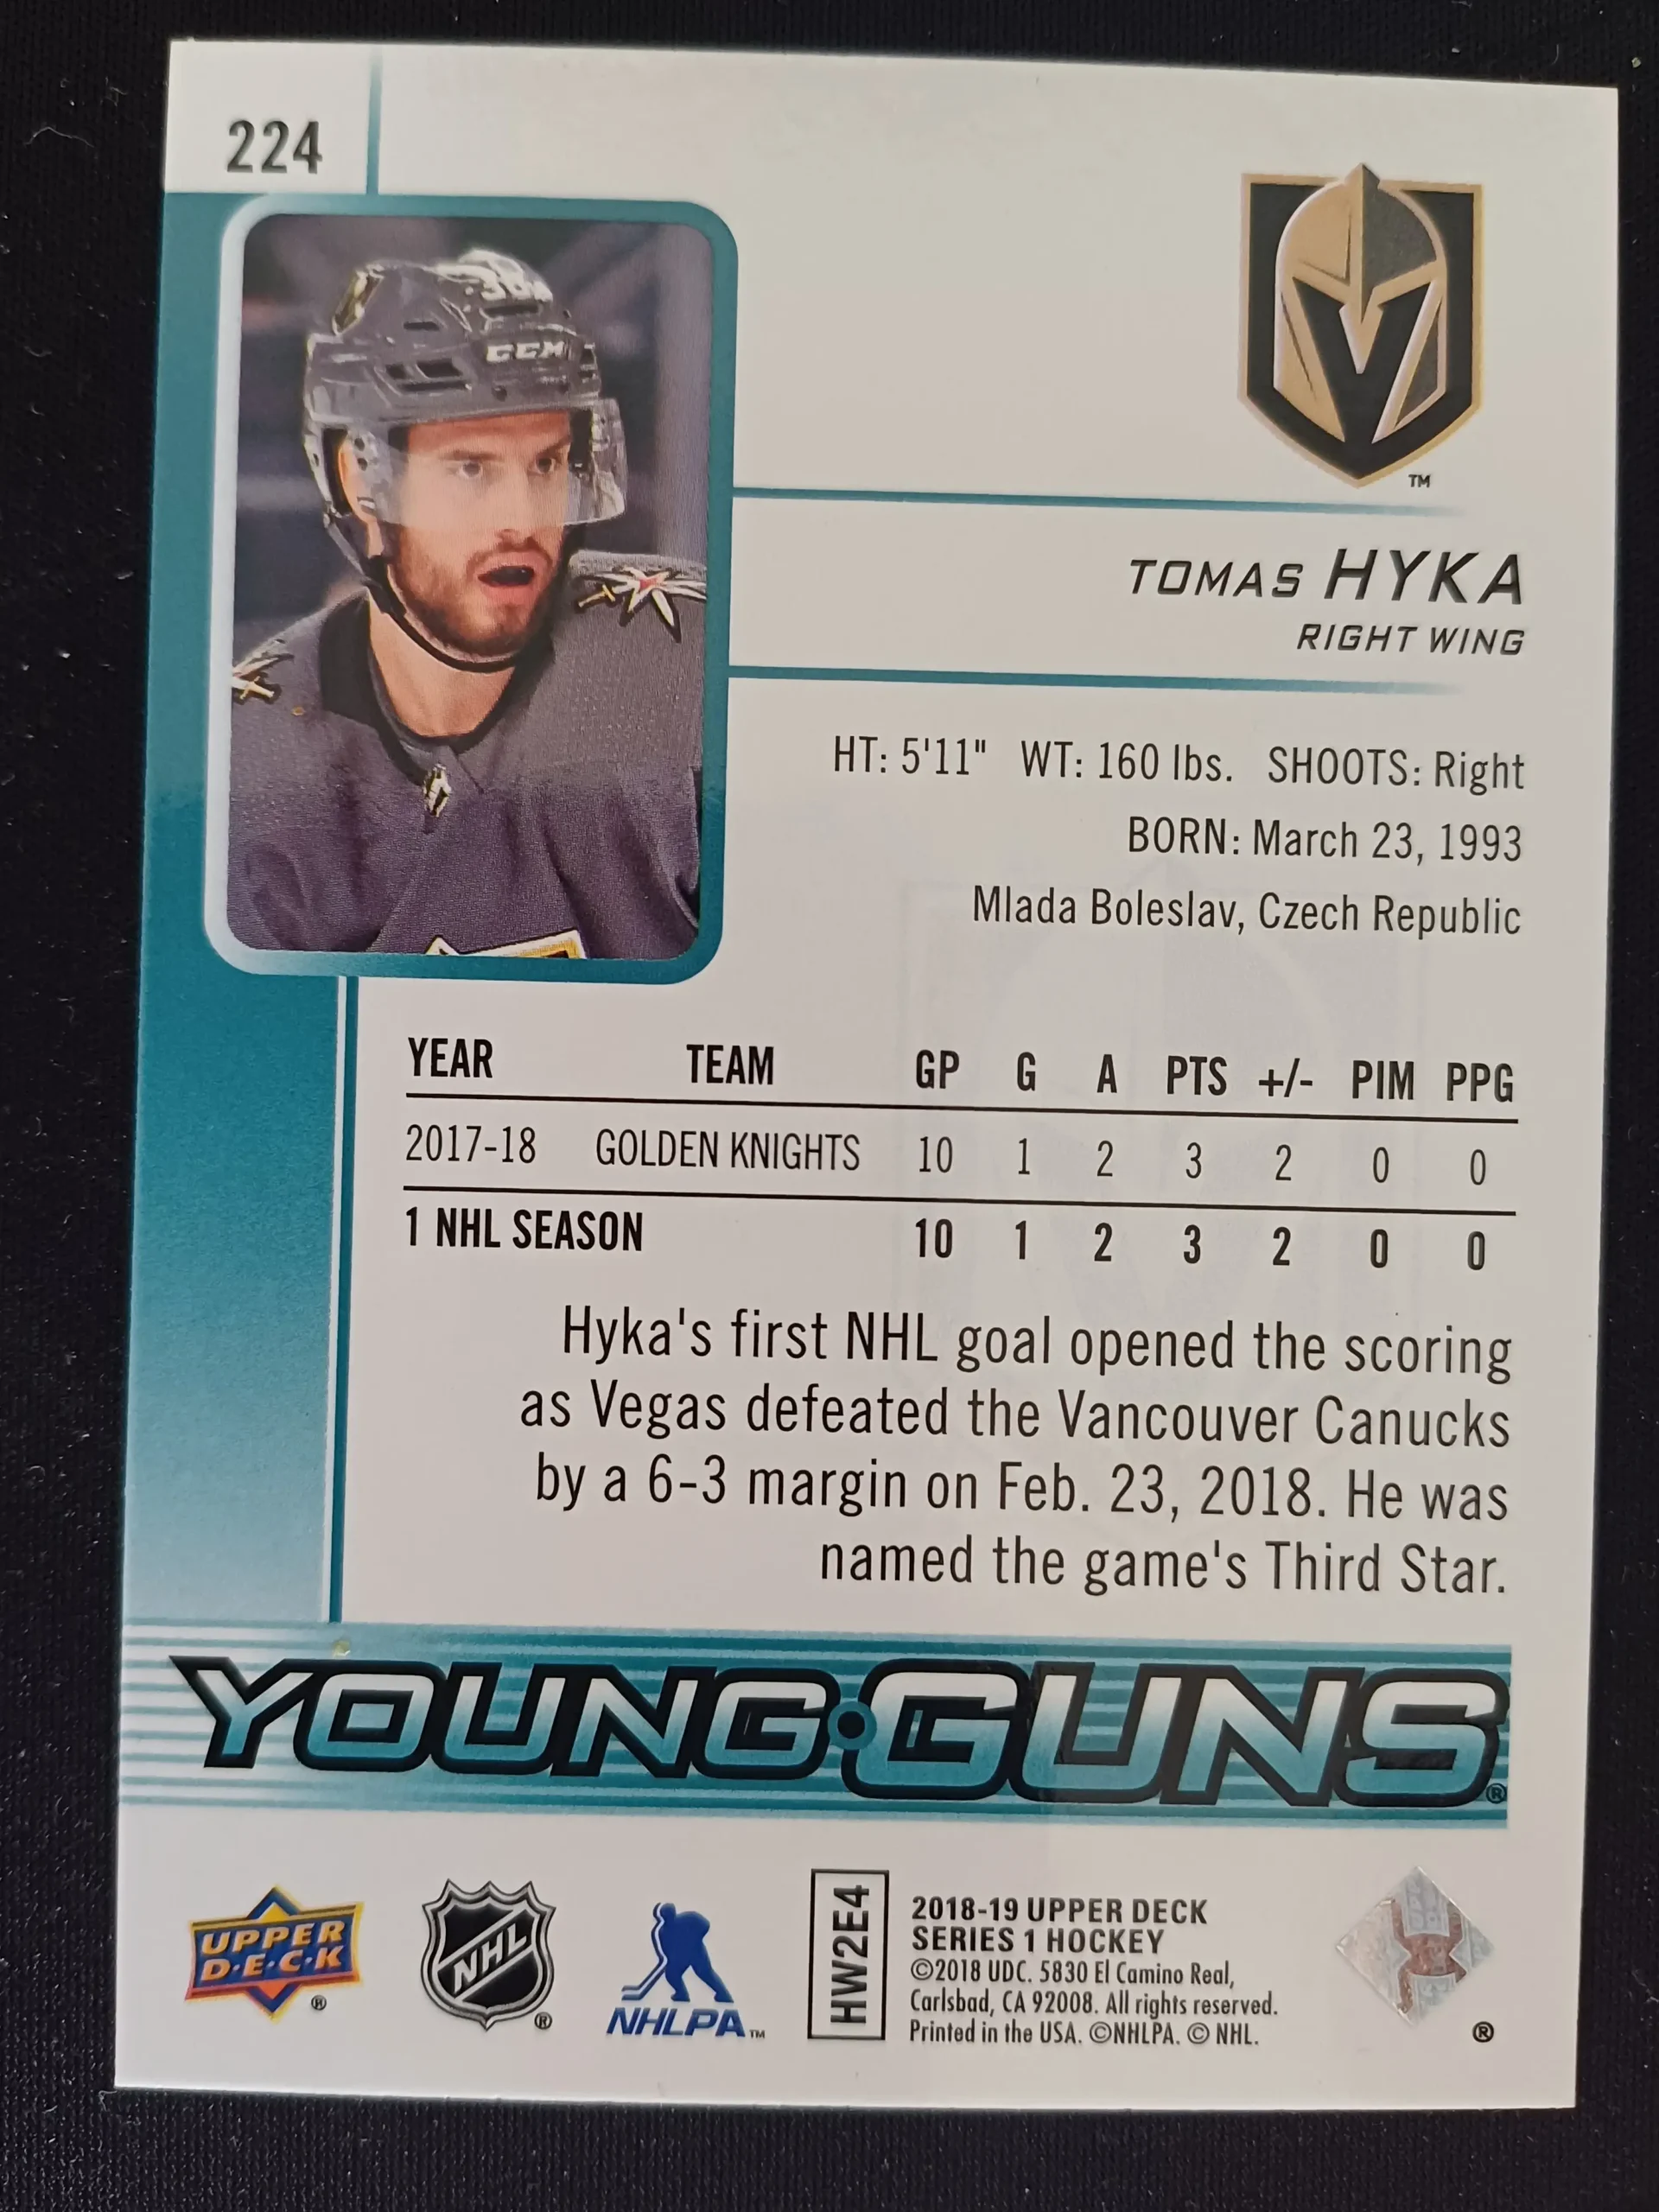 224
CCM
TM
TOMAS HYKA
RIGHT WING
HT: 5'11" WT: 160 lbs. SHOOTS: Right
BORN: March 23, 1993
Mlada Boleslav, Czech Republic
YEAR TEAM GP G A PTS +/- PIM PPG
2017-18 GOLDEN KNIGHTS 10 1 2 3 2 0 0
1 NHL SEASON 10 1 2 3 2 0 0
Hyka's first NHL goal opened the scoring
as Vegas defeated the Vancouver Canucks
by a 6-3 margin on Feb. 23, 2018. He was
named the game's Third Star.
YOUNG·GUNS®
UPPER
D·E·C·K
®
NHL
®
NHLPA TM
HW2E4
2018-19 UPPER DECK
SERIES 1 HOCKEY
©2018 UDC. 5830 El Camino Real,
Carlsbad, CA 92008. All rights reserved.
Printed in the USA. ©NHLPA. © NHL.
®